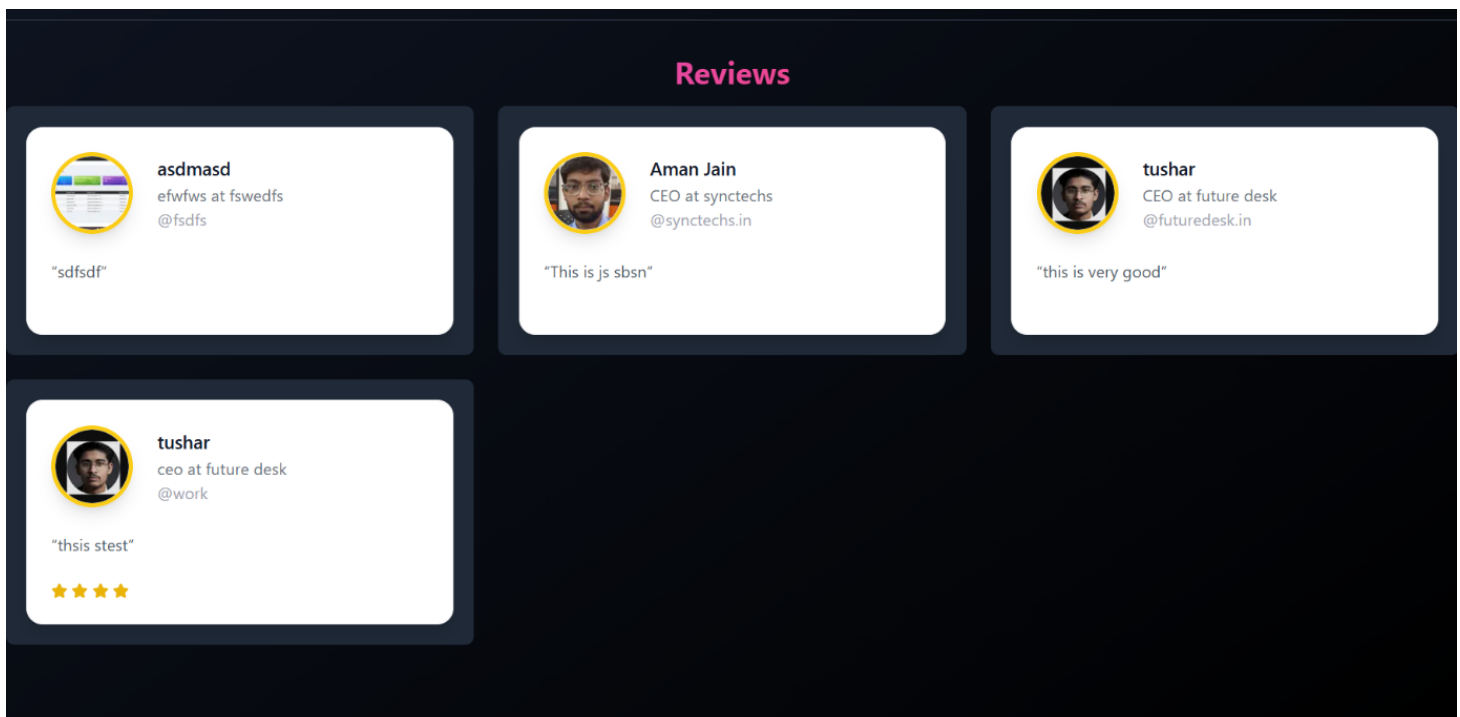 Reviews
asdmasd
efwfws at fswedfs
@fsdfs
"sdfsdf"
Aman Jain
CEO at synctechs
@synctechs.in
"This is js sbsn"
tushar
CEO at future desk
@futuredesk.in
"this is very good"
tushar
ceo at future desk
@work
"thsis stest"